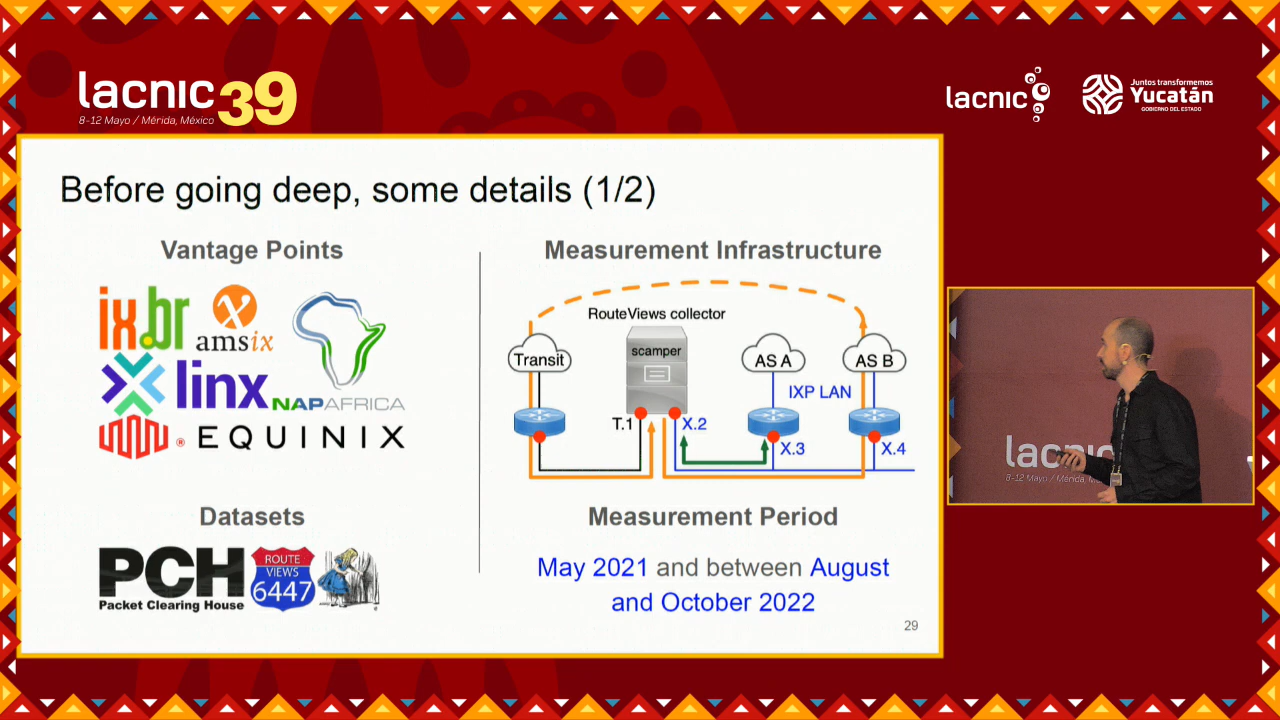 lacnic 39
8-12 Mayo / Mérida, México
lacnic
Juntos transformemos
Yucatán
GOBIERNO DEL ESTADO
Before going deep, some details (1/2)
Vantage Points
ix.br
amsix
linx
NAPAFRICA
EQUINIX
Datasets
PCH
Packet Clearing House
ROUTE
VIEWS
6447
Measurement Infrastructure
RouteViews collector
Transit
scamper
AS A
AS B
IXP LAN
T.1
X.2
X.3
X.4
Measurement Period
May 2021 and between August
and October 2022
29
lacnic
8-12 Mayo / Mérida, M